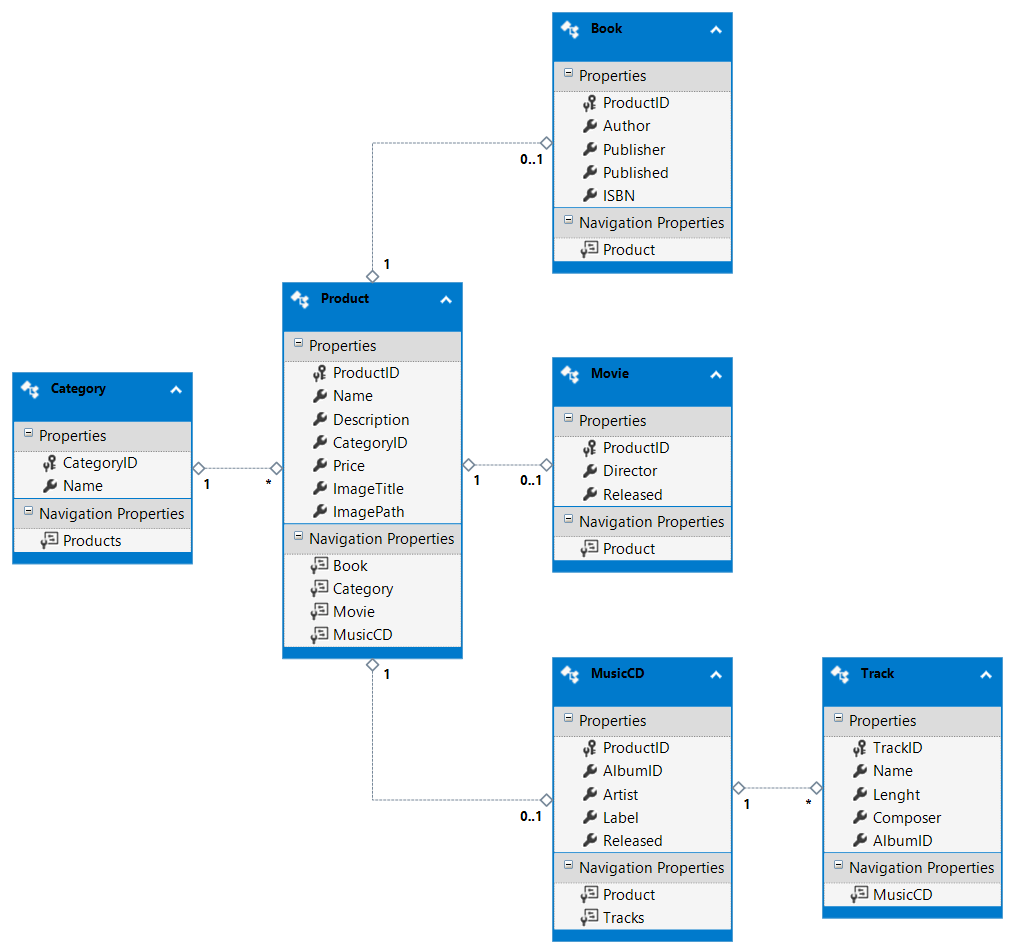 Book
Properties
ProductID
Author
Publisher
Published
ISBN
Navigation Properties
Product
0..1
1
Product
Properties
ProductID
Name
Description
CategoryID
Price
ImageTitle
ImagePath
Navigation Properties
Book
Category
Movie
MusicCD
Category
Properties
CategoryID
Name
Navigation Properties
Products
1
*
Movie
Properties
ProductID
Director
Released
Navigation Properties
Product
1
0..1
1
0..1
MusicCD
Properties
ProductID
AlbumID
Artist
Label
Released
Navigation Properties
Product
Tracks
1
*
Track
Properties
TrackID
Name
Lenght
Composer
AlbumID
Navigation Properties
MusicCD